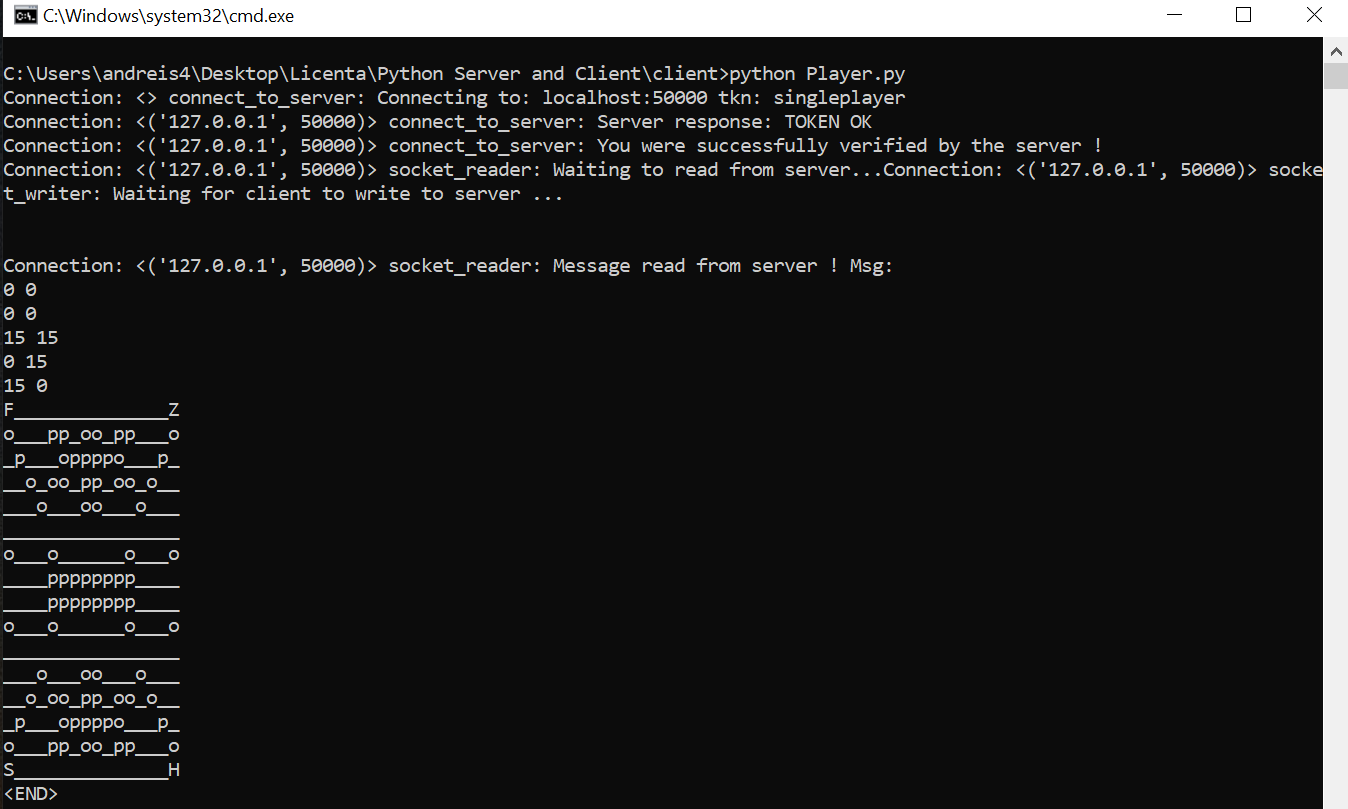 C:\Windows\system32\cmd.exe
C:\Users\andreis4\Desktop\Licenta\Python Server and Client\client>python Player.py
Connection: <> connect_to_server: Connecting to: localhost:50000 tkn: singleplayer
Connection: <('127.0.0.1', 50000)> connect_to_server: Server response: TOKEN OK
Connection: <('127.0.0.1', 50000)> connect_to_server: You were successfully verified by the server !
Connection: <('127.0.0.1', 50000)> socket_reader: Waiting to read from server...Connection: <('127.0.0.1', 50000)> socke
t_writer: Waiting for client to write to server ...
Connection: <('127.0.0.1', 50000)> socket_reader: Message read from server ! Msg:
0 0
0 0
15 15
0 15
15 0
F______________Z
o___pp_oo_pp___o
_p___oppppo___p_
__o_oo_pp_oo_o__
___o___oo___o___
________________
o___o______o___o
____pppppppp____
____pppppppp____
o___o______o___o
________________
___o___oo___o___
__o_oo_pp_oo_o__
_p___oppppo___p_
o___pp_oo_pp___o
S______________H
<END>